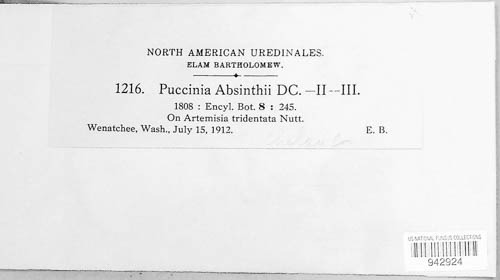 NORTH AMERICAN UREDINALES.
ELAM BARTHOLOMEW.
1216. Puccinia Absinthii DC. —II—III.
1808 : Encyl. Bot. 8 : 245.
On Artemisia tridentata Nutt.
Wenatchee, Wash., July 15, 1912. E. B.
US NATIONAL FUNGUS COLLECTIONS
942924